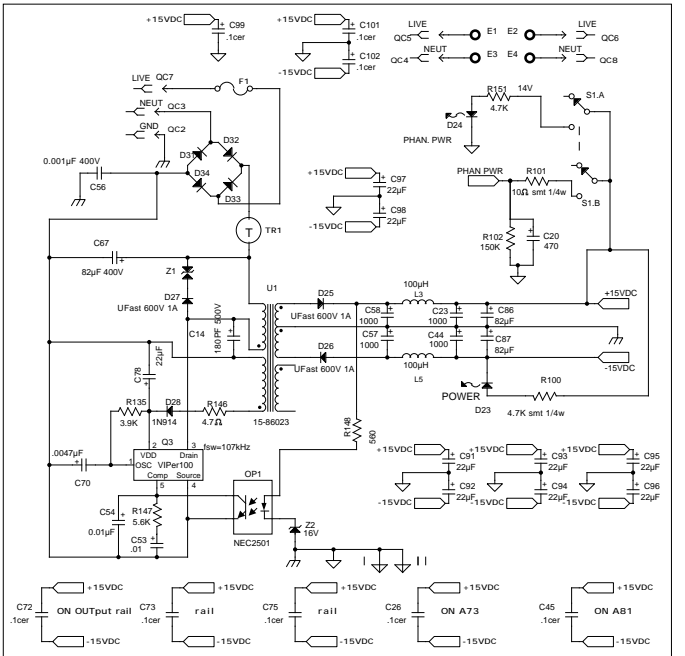 +15VDC
C99
.1cer
+15VDC
C101
.1cer
C102
.1cer
-15VDC
LIVE
QC5
E1
E2
LIVE
QC6
NEUT
QC4
E3
E4
NEUT
QC8
LIVE
QC7
F1
NEUT
QC3
GND
QC2
D31
D32
D34
D33
0.001µF 400V
C56
TR1
T
+15VDC
C97
22µF
C98
22µF
-15VDC
R151
14V
4.7K
D24
PHAN. PWR
S1.A
PHAN PWR
R101
10Ω smt 1/4w
S1.B
R102
150K
C20
470
C67
82µF 400V
Z1
D27
UFast 600V 1A
C14
180PF 500V
U1
15-86023
D25
UFast 600V 1A
D26
UFast 600V 1A
100µH
L3
C58
1000
C57
1000
C23
1000
C44
1000
C86
82µF
C87
82µF
100µH
L5
+15VDC
-15VDC
POWER
D23
R100
4.7K smt 1/4w
C78
22µF
R135
3.9K
D28
1N914
R146
4.7Ω
R148
560
.0047µF
C70
Q3
fsw=107kHz
2
3
VDD
Drain
1
OSC
VIPer100
Comp
Source
5
4
C54
0.01µF
R147
5.6K
C53
.01
OP1
NEC2501
Z2
16V
+15VDC
C91
22µF
C92
22µF
-15VDC
+15VDC
C93
22µF
C94
22µF
-15VDC
+15VDC
C95
22µF
C96
22µF
-15VDC
+15VDC
C72
.1cer
ON OUTput rail
-15VDC
+15VDC
C73
.1cer
rail
-15VDC
+15VDC
C75
.1cer
rail
-15VDC
+15VDC
C26
.1cer
ON A73
-15VDC
+15VDC
C45
.1cer
ON A81
-15VDC